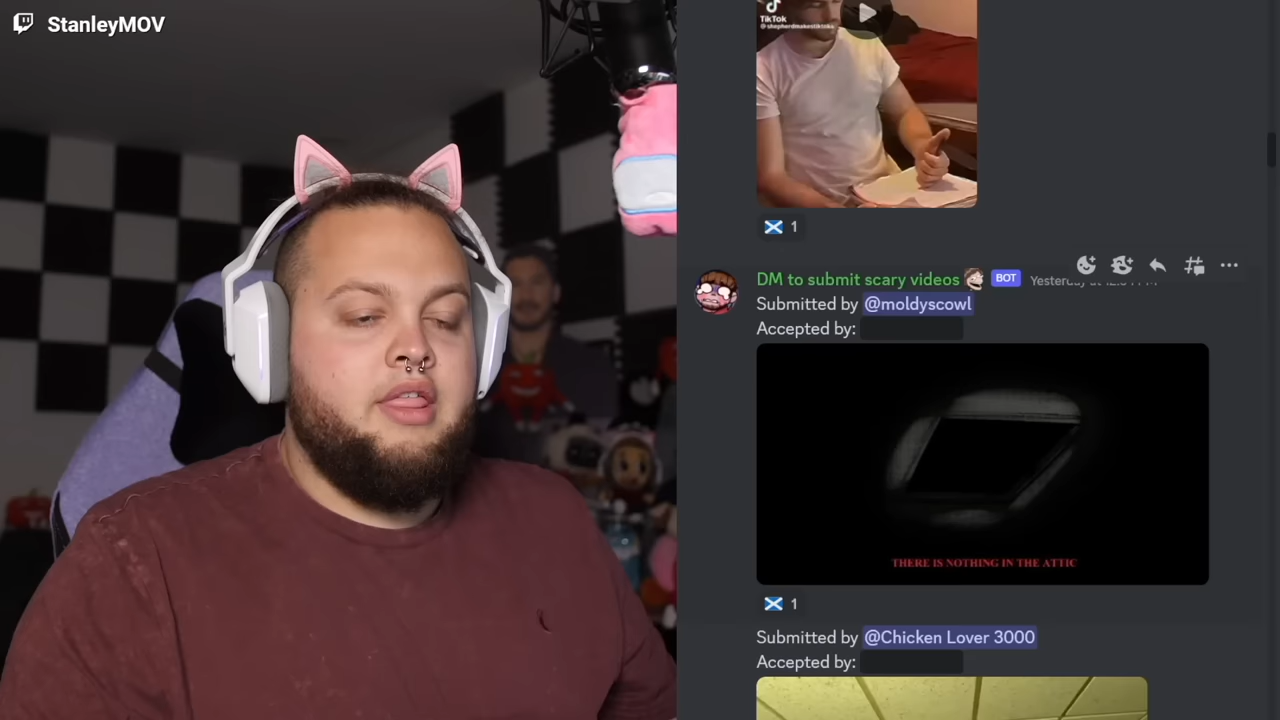 StanleyMOV
TikTok
@shepherdmakestiktoks
1
DM to submit scary videos BOT Yesterday at
Submitted by @moldyscowl
Accepted by:
THERE IS NOTHING IN THE ATTIC
1
Submitted by @Chicken Lover 3000
Accepted by: